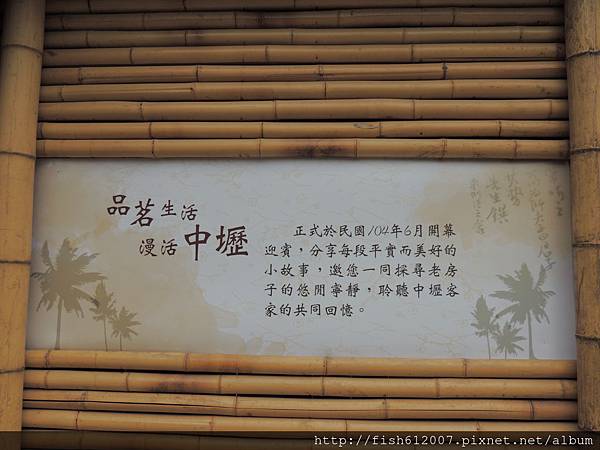 品茗生活
漫活中壢
正式於民國104年6月開幕
迎賓，分享每段平實而美好的
小故事，邀您一同探尋老房
子的悠閒寧靜，聆聽中壢客
家的共同回憶。
http://fish612007.pixnet.net/album